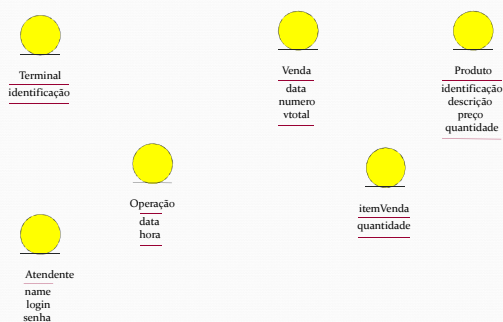 Terminal
identificação
Venda
data
numero
vtotal
Produto
identificação
descrição
preço
quantidade
Operação
data
hora
itemVenda
quantidade
Atendente
name
login
senha